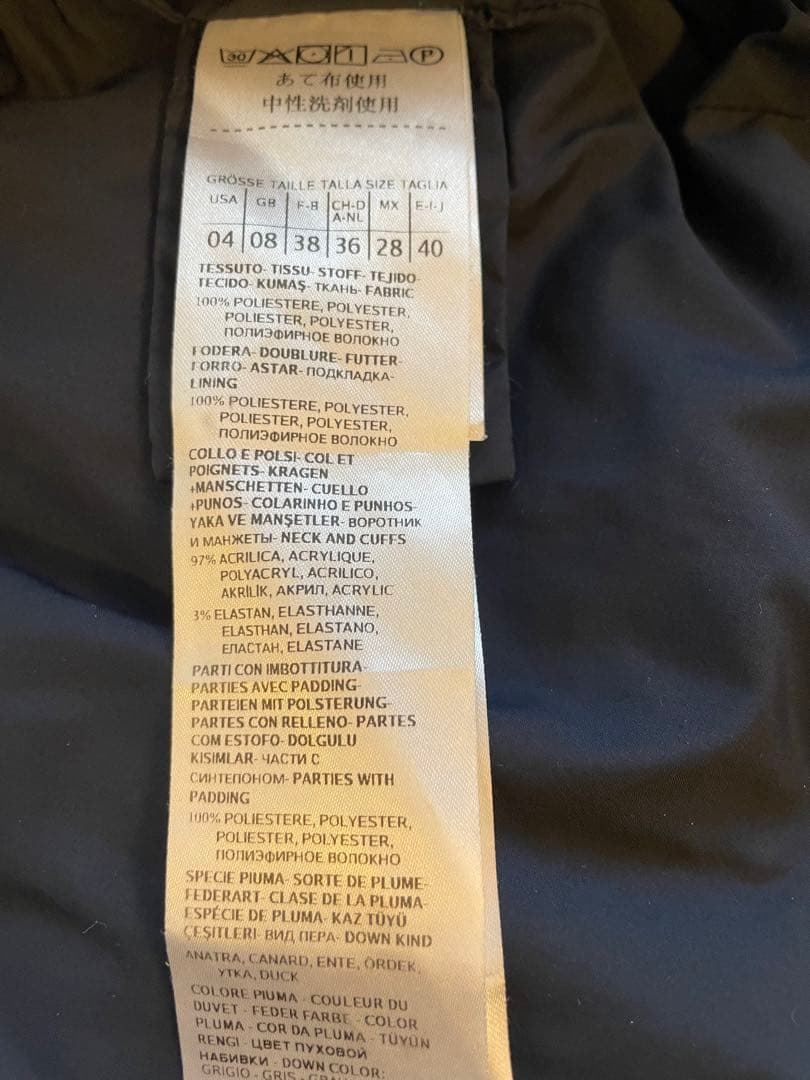 30 1 P
あて布使用
中性洗剤使用
GRÖSSE TAILLE TALLA SIZE TAGLIA
USA GB F-B CH-D A-NL MX E-I-J
04 08 38 36 28 40
TESSUTO- TISSU- STOFF- TEJIDO-
TECIDO- KUMAŞ- ТКАНЬ- FABRIC
100% POLIESTERE, POLYESTER,
POLIESTER, POLYESTER,
ПОЛИЭФИРНОЕ ВОЛОКНО
FODERA- DOUBLURE- FUTTER-
FORRO- ASTAR- ПОДКЛАДКА-
LINING
100% POLIESTERE, POLYESTER,
POLIESTER, POLYESTER,
ПОЛИЭФИРНОЕ ВОЛОКНО
COLLO E POLSI- COL ET
POIGNETS- KRAGEN
+MANSCHETTEN- CUELLO
+PUNOS- COLARINHO E PUNHOS-
YAKA VE MANŞETLER- ВОРОТНИК
И МАНЖЕТЫ- NECK AND CUFFS
97% ACRILICA, ACRYLIQUE,
POLYACRYL, ACRILICO,
AKRİLİK, АКРИЛ, ACRYLIC
3% ELASTAN, ELASTHANNE,
ELASTHAN, ELASTANO,
ЕЛАСТАН, ELASTANE
PARTI CON IMBOTTITURA-
PARTIES AVEC PADDING-
PARTEIEN MIT POLSTERUNG-
PARTES CON RELLENO- PARTES
COM ESTOFO- DOLGULU
KISIMLAR- ЧАСТИ С
СИНТЕПОНОМ- PARTIES WITH
PADDING
100% POLIESTERE, POLYESTER,
POLIESTER, POLYESTER,
ПОЛИЭФИРНОЕ ВОЛОКНО
SPECIE PIUMA- SORTE DE PLUME-
FEDERART- CLASE DE LA PLUMA-
ESPÉCIE DE PLUMA- KAZ TÜYÜ
ÇEŞITLERI- ВИД ПЕРА- DOWN KIND
ANATRA, CANARD, ENTE, ÖRDEK,
УТКА, DUCK
COLORE PIUMA - COULEUR DU
DUVET - FEDER FARBE - COLOR
PLUMA - COR DA PLUMA - TÜYÜN
RENGI - ЦВЕТ ПУХОВОЙ
НАБИВКИ - DOWN COLOR:
GRIGIO - GRIS -